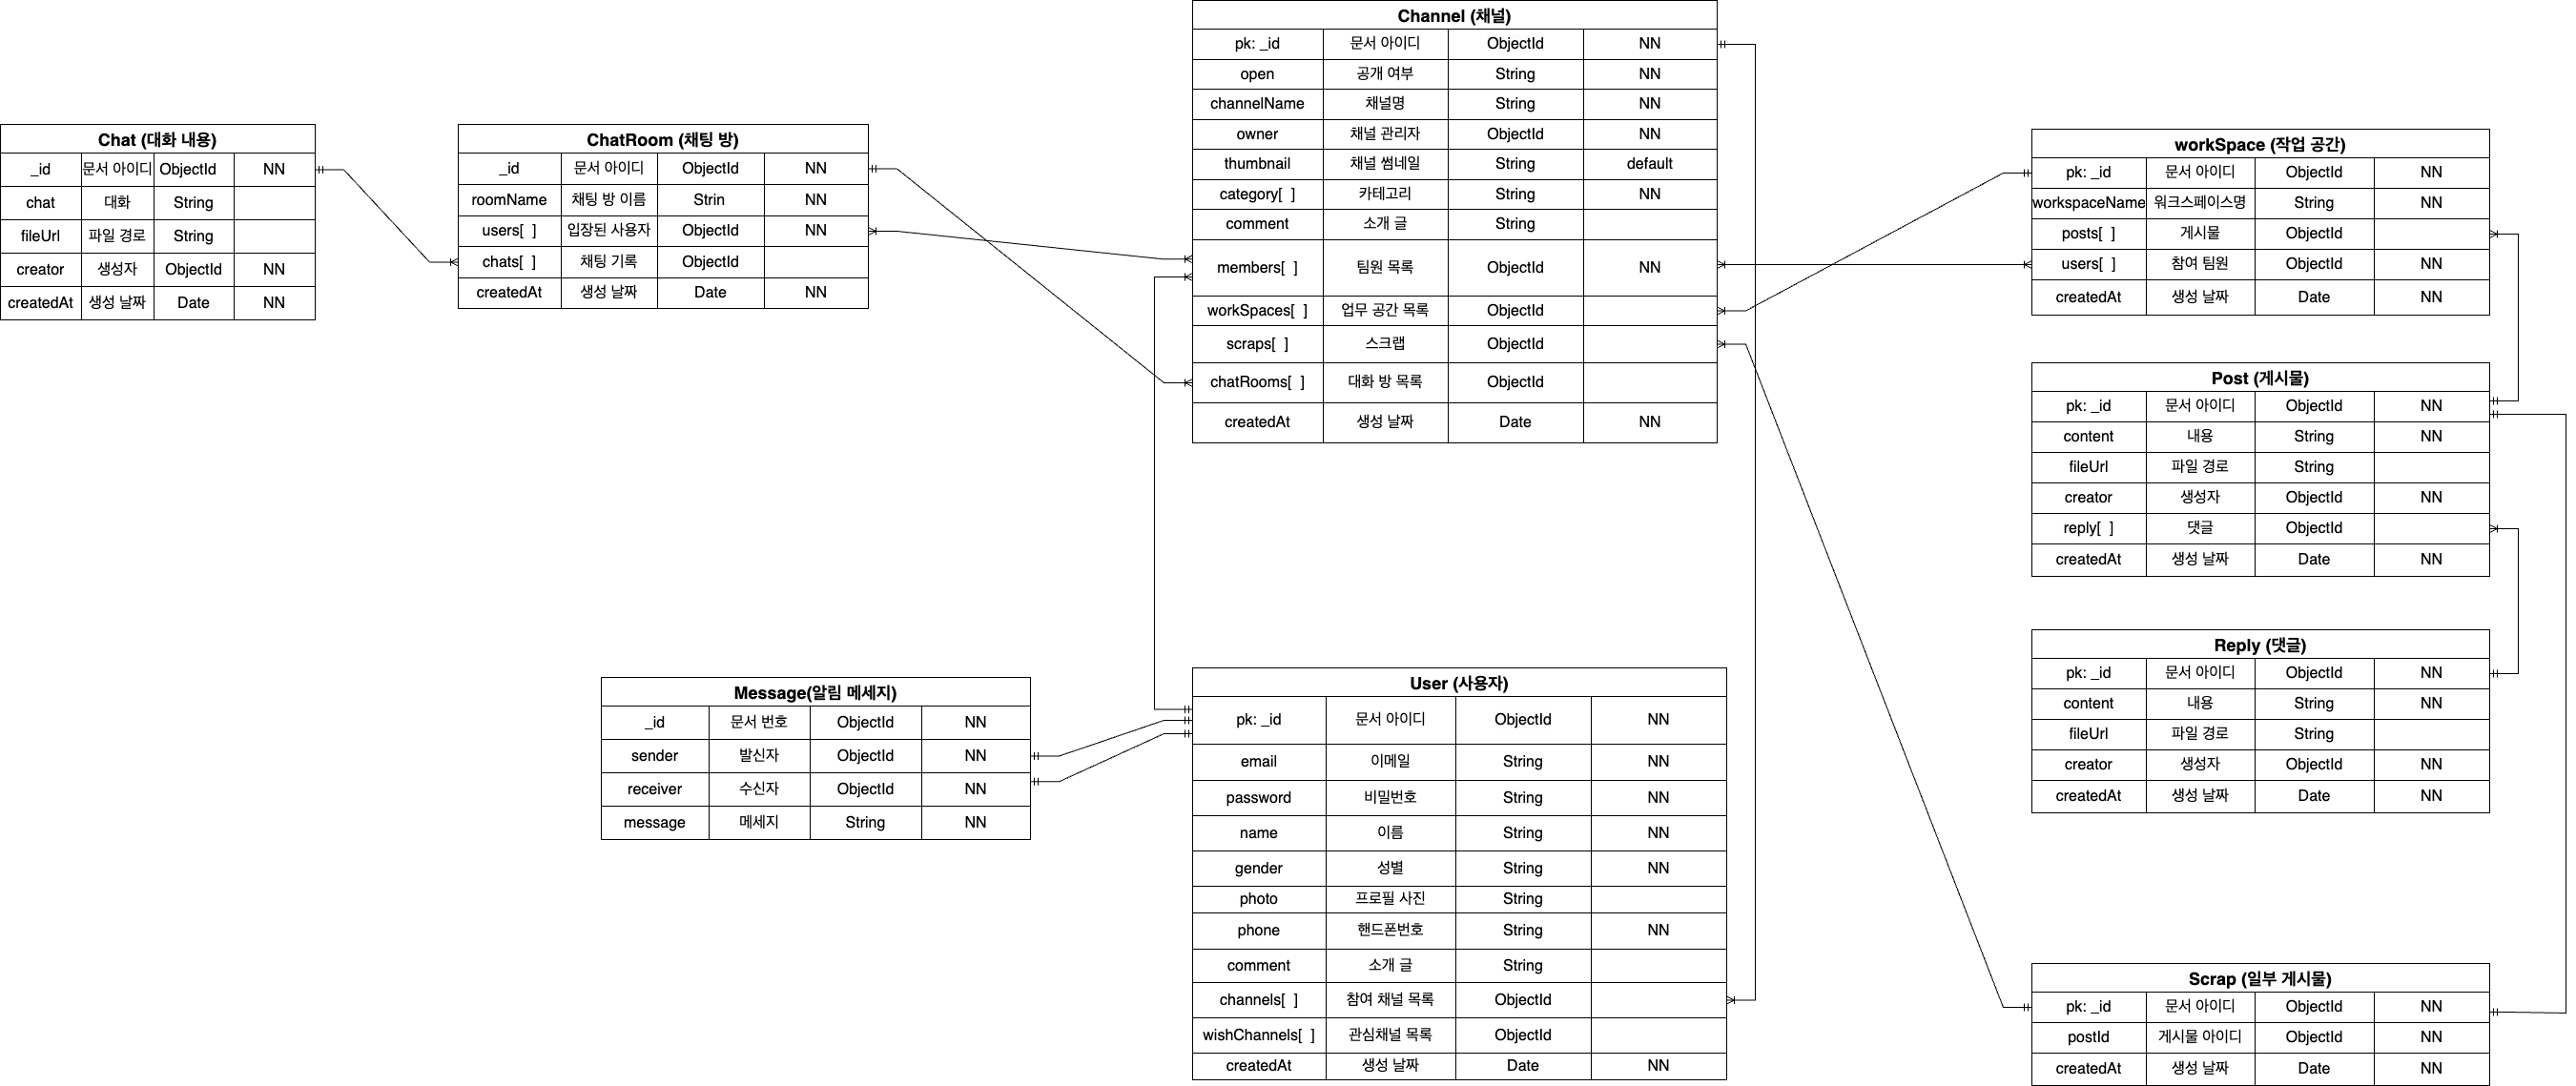 Chat (대화 내용)
_id 문서 아이디 ObjectId NN
chat 대화 String
fileUrl 파일 경로 String
creator 생성자 ObjectId NN
createdAt 생성 날짜 Date NN
ChatRoom (채팅 방)
_id 문서 아이디 ObjectId NN
roomName 채팅 방 이름 Strin NN
users[ ] 입장된 사용자 ObjectId NN
chats[ ] 채팅 기록 ObjectId
createdAt 생성 날짜 Date NN
Channel (채널)
pk: _id 문서 아이디 ObjectId NN
open 공개 여부 String NN
channelName 채널명 String NN
owner 채널 관리자 ObjectId NN
thumbnail 채널 썸네일 String default
category[ ] 카테고리 String NN
comment 소개 글 String
members[ ] 팀원 목록 ObjectId NN
workSpaces[ ] 업무 공간 목록 ObjectId
scraps[ ] 스크랩 ObjectId
chatRooms[ ] 대화 방 목록 ObjectId
createdAt 생성 날짜 Date NN
workSpace (작업 공간)
pk: _id 문서 아이디 ObjectId NN
workspaceName 워크스페이스명 String NN
posts[ ] 게시물 ObjectId
users[ ] 참여 팀원 ObjectId NN
createdAt 생성 날짜 Date NN
Post (게시물)
pk: _id 문서 아이디 ObjectId NN
content 내용 String NN
fileUrl 파일 경로 String
creator 생성자 ObjectId NN
reply[ ] 댓글 ObjectId
createdAt 생성 날짜 Date NN
Reply (댓글)
pk: _id 문서 아이디 ObjectId NN
content 내용 String NN
fileUrl 파일 경로 String
creator 생성자 ObjectId NN
createdAt 생성 날짜 Date NN
Message(알림 메세지)
_id 문서 번호 ObjectId NN
sender 발신자 ObjectId NN
receiver 수신자 ObjectId NN
message 메세지 String NN
User (사용자)
pk: _id 문서 아이디 ObjectId NN
email 이메일 String NN
password 비밀번호 String NN
name 이름 String NN
gender 성별 String NN
photo 프로필 사진 String
phone 핸드폰번호 String NN
comment 소개 글 String
channels[ ] 참여 채널 목록 ObjectId
wishChannels[ ] 관심채널 목록 ObjectId
createdAt 생성 날짜 Date NN
Scrap (일부 게시물)
pk: _id 문서 아이디 ObjectId NN
postId 게시물 아이디 ObjectId NN
createdAt 생성 날짜 Date NN